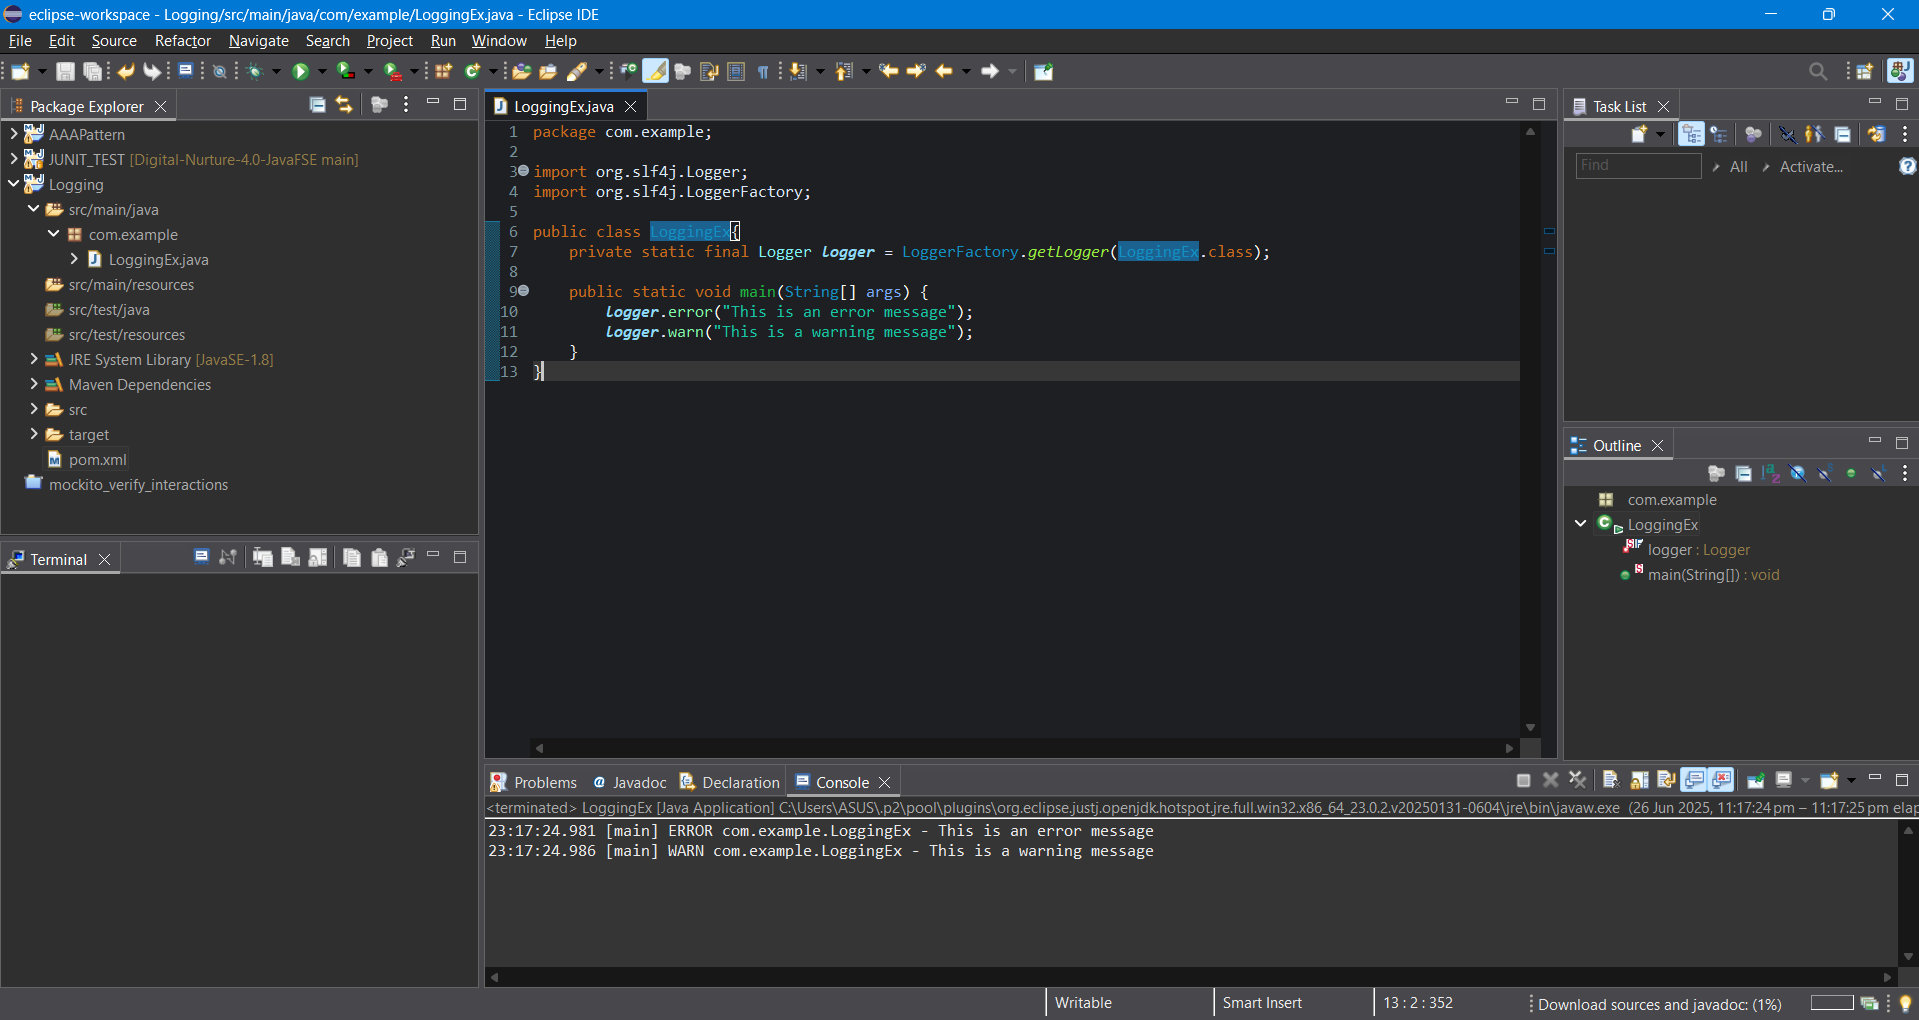 eclipse-workspace - Logging/src/main/java/com/example/LoggingEx.java - Eclipse IDE
File Edit Source Refactor Navigate Search Project Run Window Help
Package Explorer
AAAPattern
JUNIT_TEST [Digital-Nurture-4.0-JavaFSE main]
Logging
src/main/java
com.example
LoggingEx.java
src/main/resources
src/test/java
src/test/resources
JRE System Library [JavaSE-1.8]
Maven Dependencies
src
target
pom.xml
mockito_verify_interactions
Terminal
LoggingEx.java
1 package com.example;
2
3 import org.slf4j.Logger;
4 import org.slf4j.LoggerFactory;
5
6 public class LoggingEx{
7 private static final Logger logger = LoggerFactory.getLogger(LoggingEx.class);
8
9 public static void main(String[] args) {
10 logger.error("This is an error message");
11 logger.warn("This is a warning message");
12 }
13 }
Task List
Find All Activate...
Outline
com.example
LoggingEx
logger : Logger
main(String[]) : void
Problems Javadoc Declaration Console
<terminated> LoggingEx [Java Application] C:\Users\ASUS\.p2\pool\plugins\org.eclipse.justj.openjdk.hotspot.jre.full.win32.x86_64_23.0.2.v20250131-0604\jre\bin\javaw.exe (26 Jun 2025, 11:17:24 pm – 11:17:25 pm elap
23:17:24.981 [main] ERROR com.example.LoggingEx - This is an error message
23:17:24.986 [main] WARN com.example.LoggingEx - This is a warning message
Writable Smart Insert 13 : 2 : 352 Download sources and javadoc: (1%)